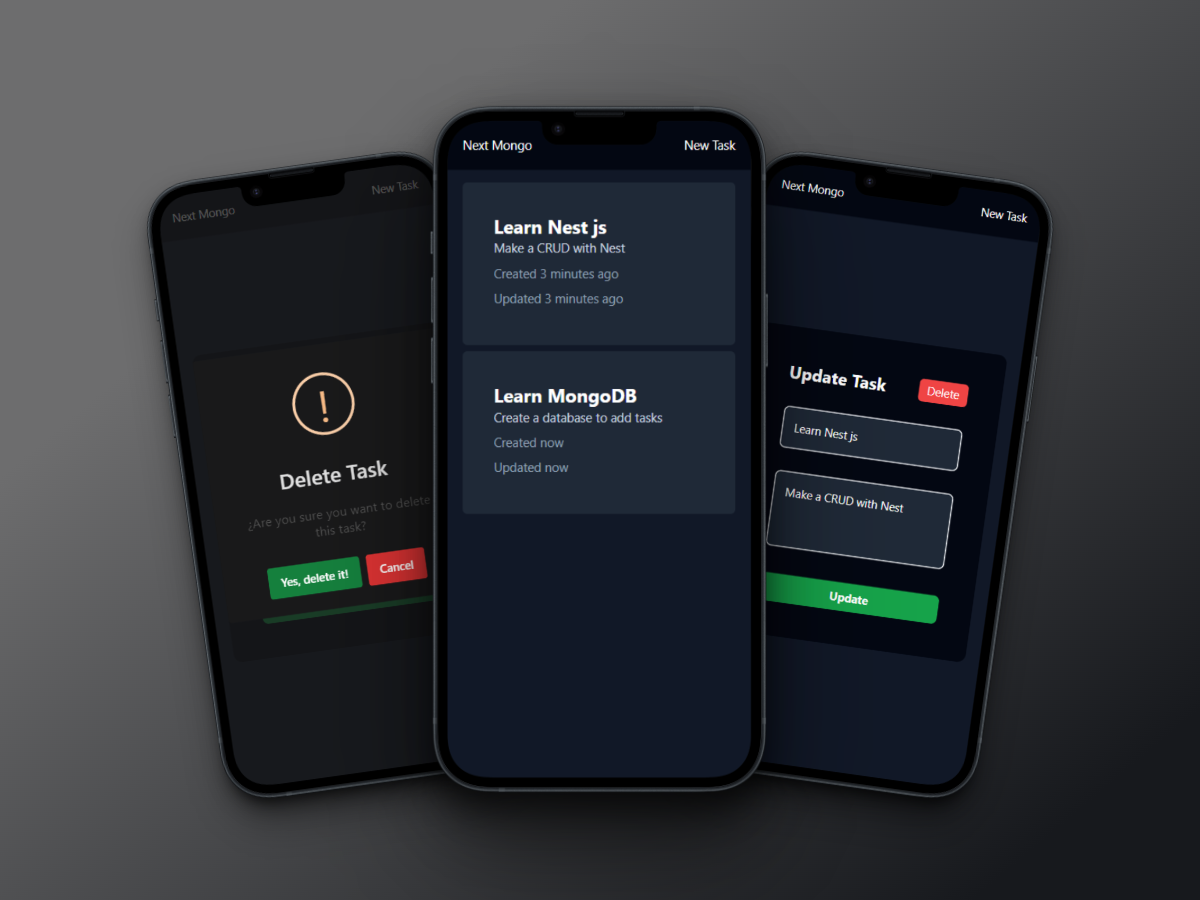 Next Mongo
New Task
Delete Task
¿Are you sure you want to delete
this task?
Yes, delete it!
Cancel
Next Mongo
New Task
Learn Nest js
Make a CRUD with Nest
Created 3 minutes ago
Updated 3 minutes ago
Learn MongoDB
Create a database to add tasks
Created now
Updated now
Next Mongo
New Task
Update Task
Delete
Learn Nest js
Make a CRUD with Nest
Update